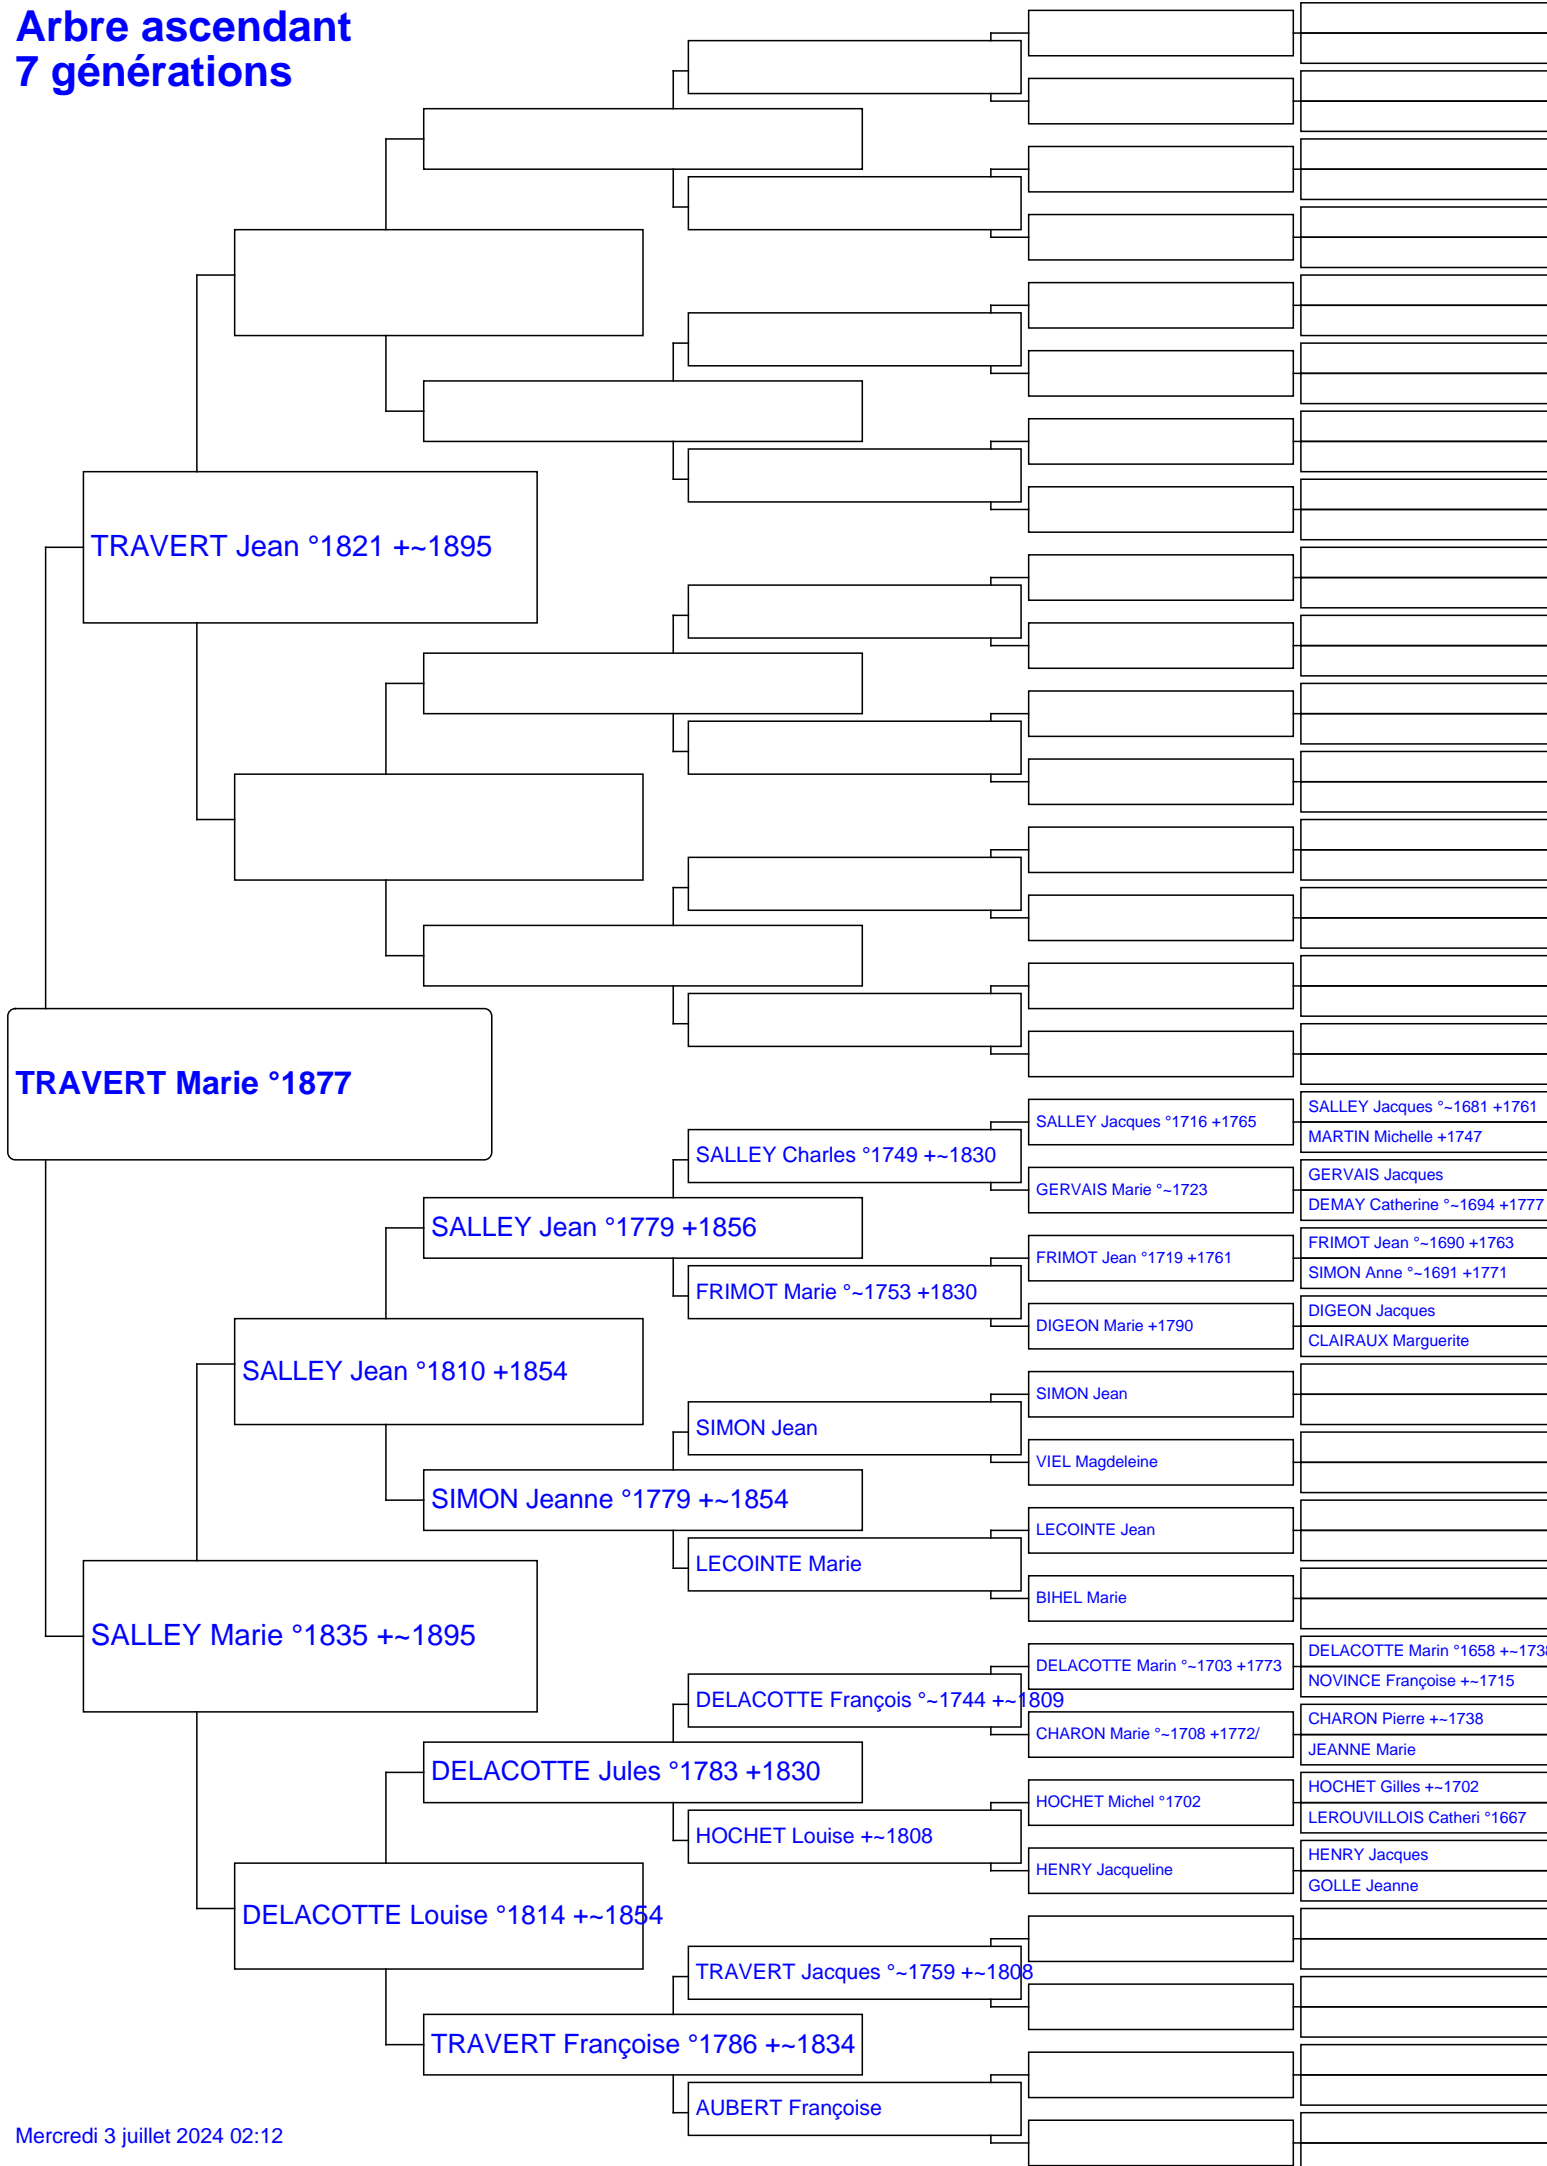 Arbre ascendant
7 générations
TRAVERT Jean °1821 +~1895
TRAVERT Marie °1877
SALLEY Jacques °~1681 +1761
SALLEY Jacques °1716 +1765
MARTIN Michelle +1747
SALLEY Charles °1749 +~1830
GERVAIS Jacques
GERVAIS Marie °~1723
DEMAY Catherine °~1694 +1777
SALLEY Jean °1779 +1856
FRIMOT Jean °~1690 +1763
FRIMOT Jean °1719 +1761
SIMON Anne °~1691 +1771
FRIMOT Marie °~1753 +1830
DIGEON Jacques
DIGEON Marie +1790
CLAIRAUX Marguerite
SALLEY Jean °1810 +1854
SIMON Jean
SIMON Jean
VIEL Magdeleine
SIMON Jeanne °1779 +~1854
LECOINTE Jean
LECOINTE Marie
BIHEL Marie
SALLEY Marie °1835 +~1895
DELACOTTE Marin °1658 +~1738
DELACOTTE Marin °~1703 +1773
NOVINCE Françoise +~1715
DELACOTTE François °~1744 +~1809
CHARON Pierre +~1738
CHARON Marie °~1708 +1772/
JEANNE Marie
DELACOTTE Jules °1783 +1830
HOCHET Gilles +~1702
HOCHET Michel °1702
LEROUVILLOIS Catheri °1667
HOCHET Louise +~1808
HENRY Jacques
HENRY Jacqueline
GOLLE Jeanne
DELACOTTE Louise °1814 +~1854
TRAVERT Jacques °~1759 +~1808
TRAVERT Françoise °1786 +~1834
AUBERT Françoise
Mercredi 3 juillet 2024 02:12